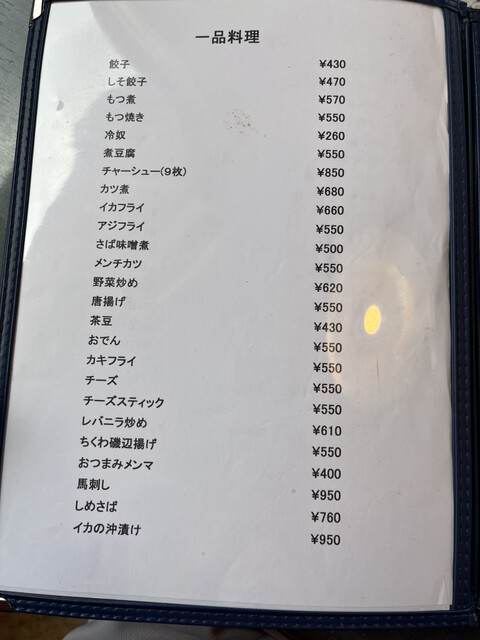 一品料理
餃子 ¥430
しそ餃子 ¥470
もつ煮 ¥570
もつ焼き ¥550
冷奴 ¥260
煮豆腐 ¥550
チャーシュー(9枚) ¥850
カツ煮 ¥680
イカフライ ¥660
アジフライ ¥550
さば味噌煮 ¥500
メンチカツ ¥550
野菜炒め ¥620
唐揚げ ¥550
茶豆 ¥430
おでん ¥550
カキフライ ¥550
チーズ ¥550
チーズスティック ¥550
レバニラ炒め ¥610
ちくわ磯辺揚げ ¥550
おつまみメンマ ¥400
馬刺し ¥950
しめさば ¥760
イカの沖漬け ¥950